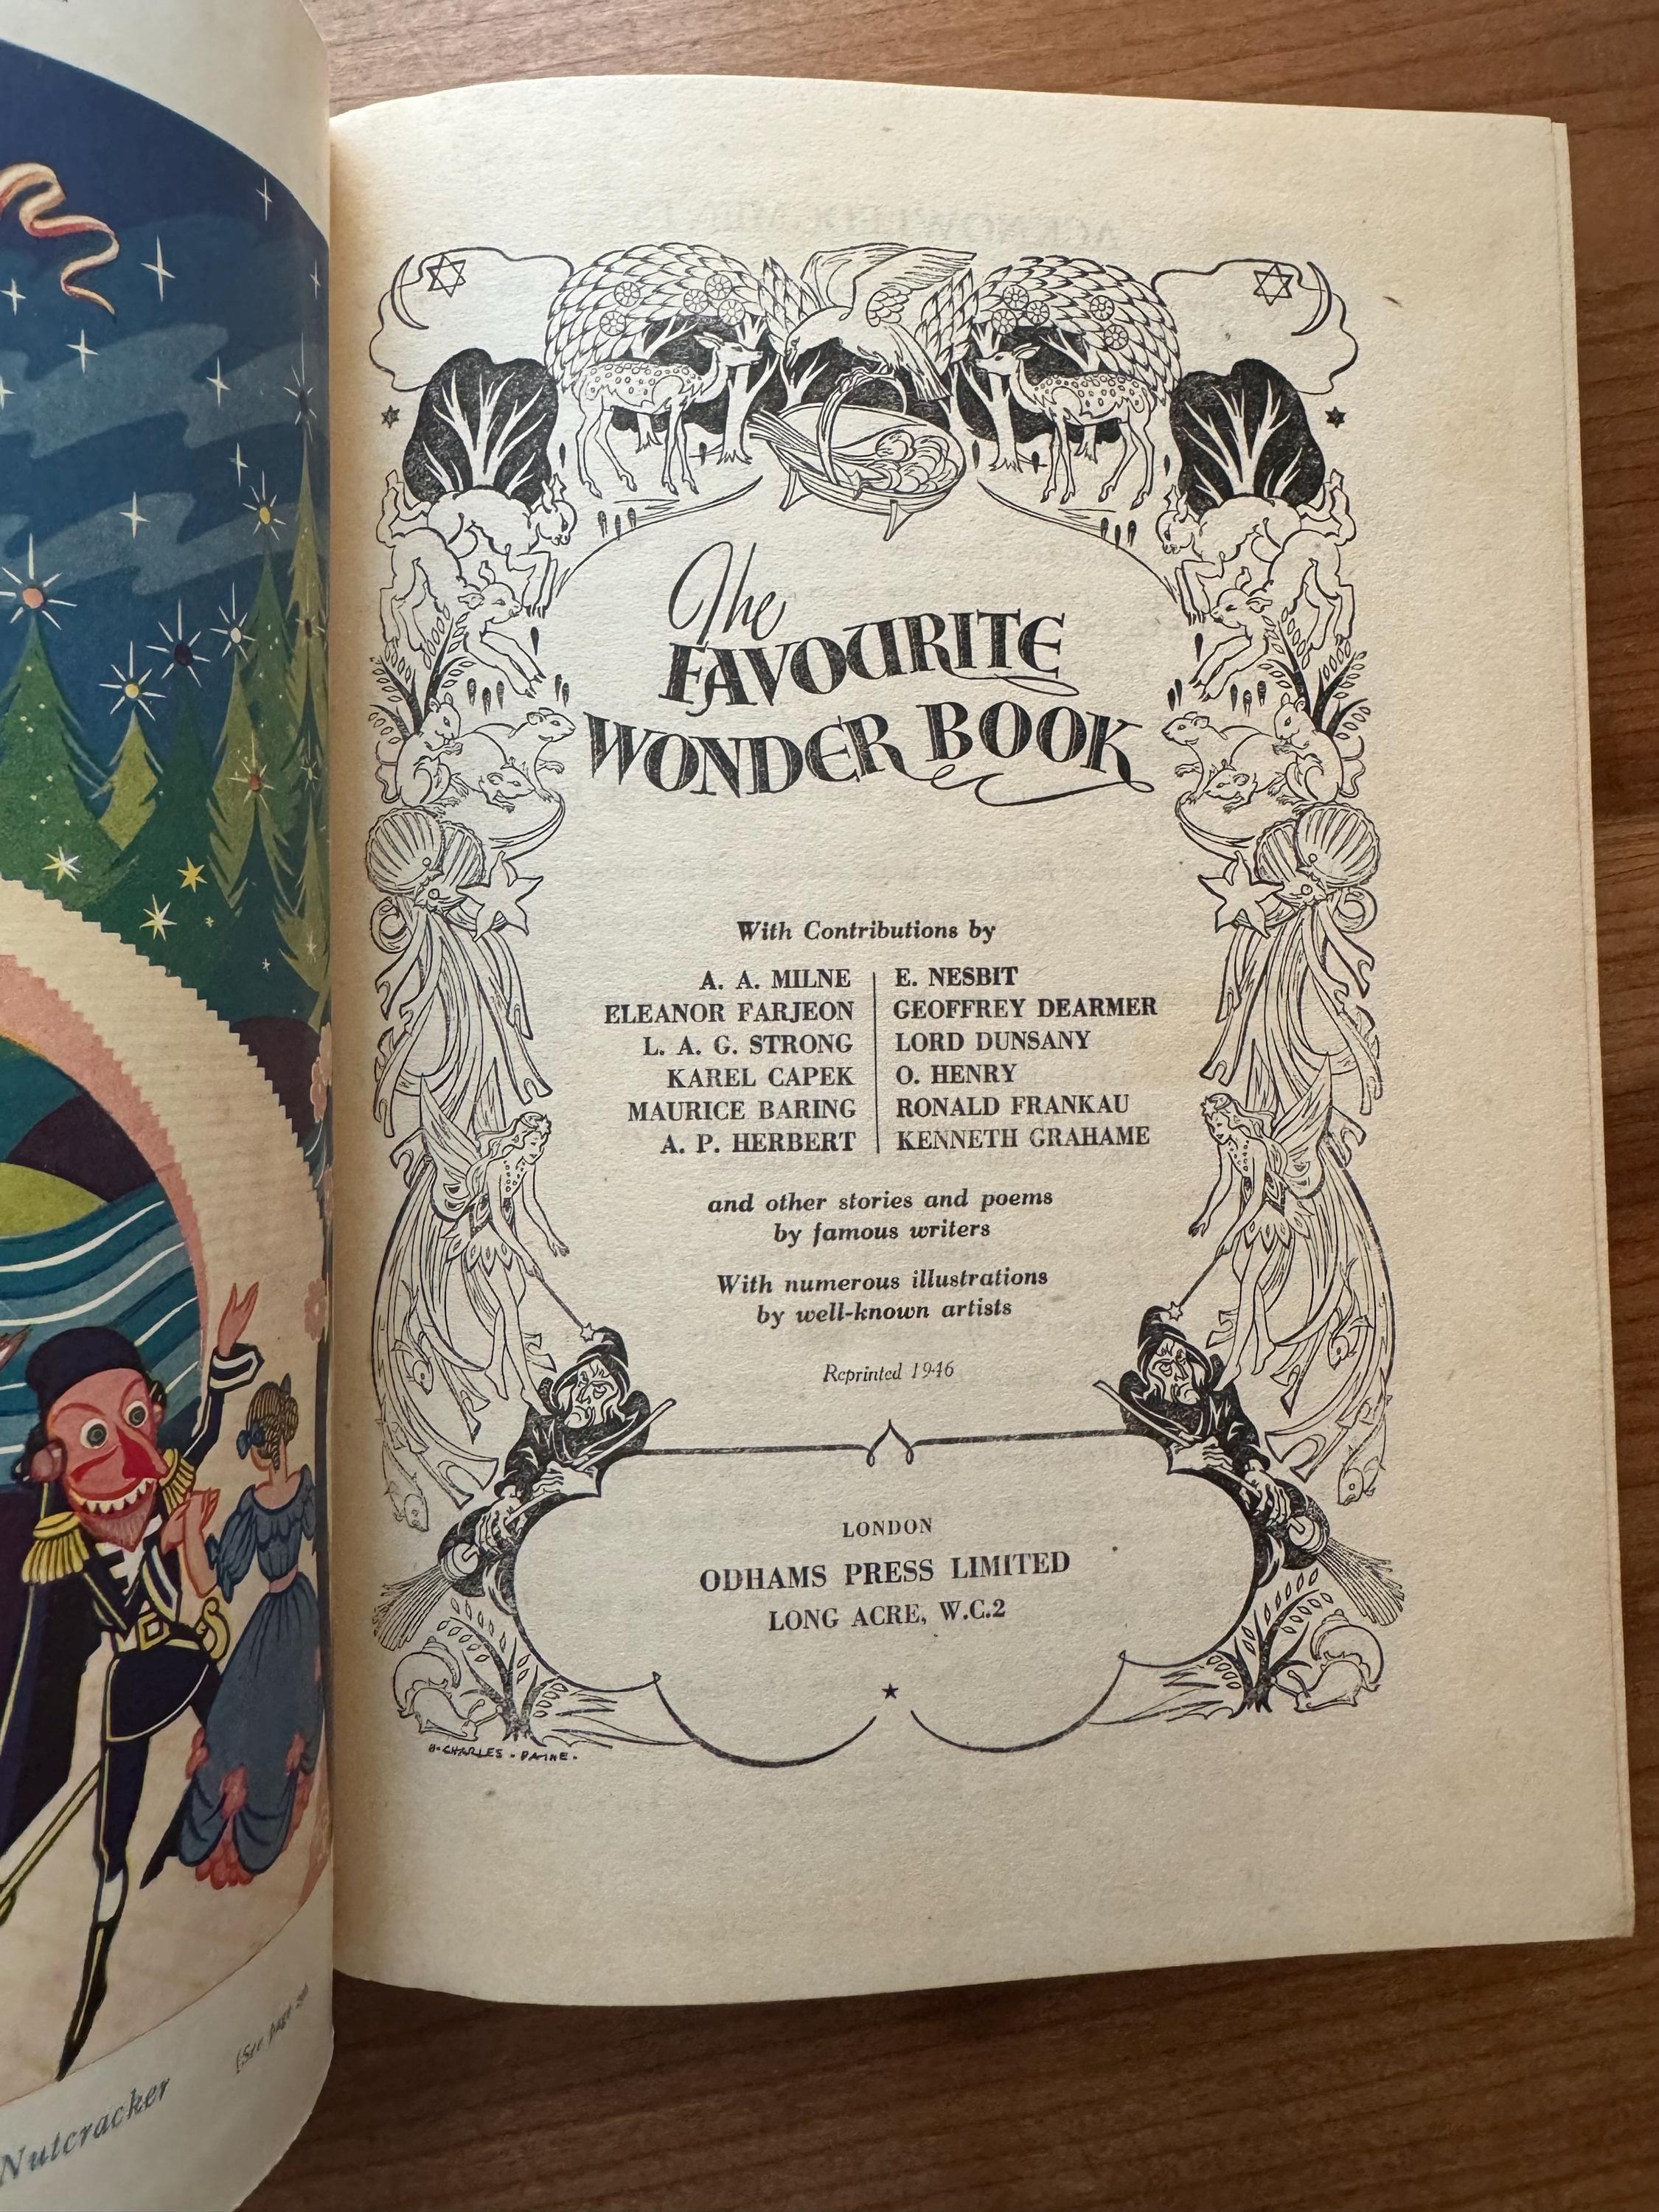 Nutcracker
[See page
The
FAVOURITE
WONDER BOOK
With Contributions by
A. A. MILNE
ELEANOR FARJEON
L. A. G. STRONG
KAREL CAPEK
MAURICE BARING
A. P. HERBERT
E. NESBIT
GEOFFREY DEARMER
LORD DUNSANY
O. HENRY
RONALD FRANKAU
KENNETH GRAHAME
and other stories and poems
by famous writers
With numerous illustrations
by well-known artists
Reprinted 1946
LONDON
ODHAMS PRESS LIMITED
LONG ACRE, W.C.2
H. CHARLES - PAINE.